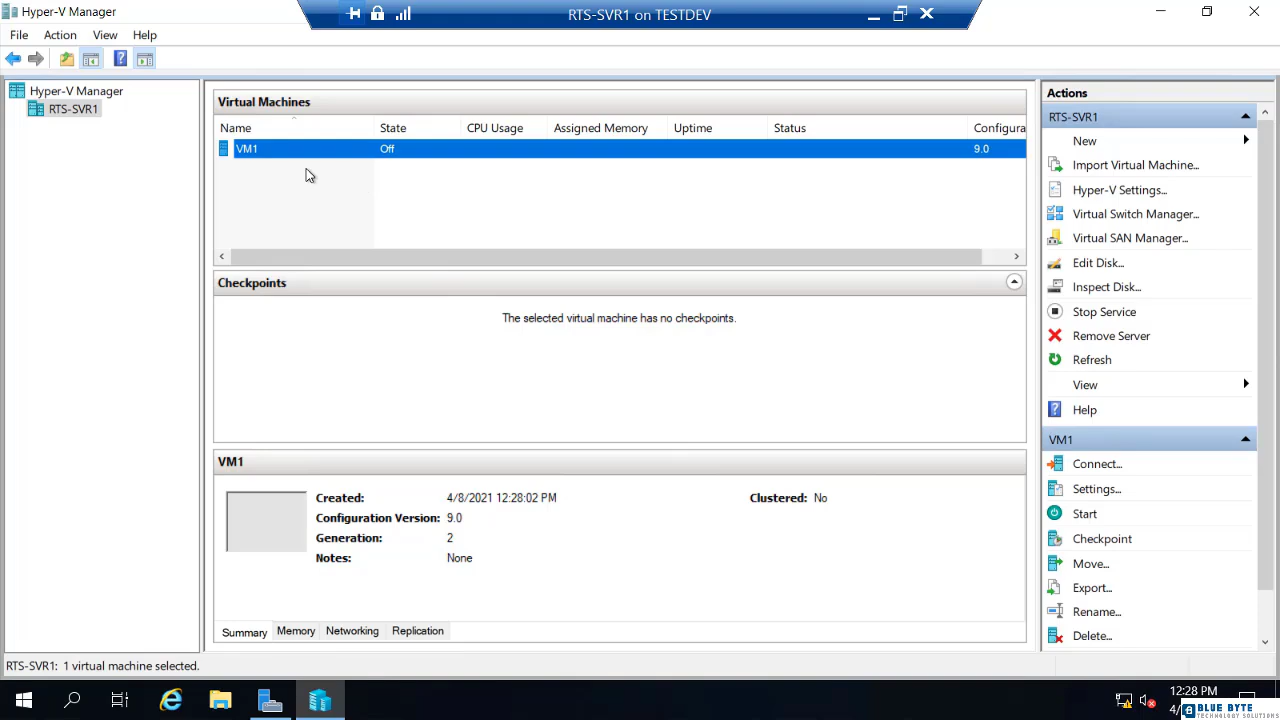 Hyper-V Manager
RTS-SVR1 on TESTDEV
File Action View Help
Hyper-V Manager
RTS-SVR1
Virtual Machines
Name State CPU Usage Assigned Memory Uptime Status Configura
VM1 Off 9.0
Checkpoints
The selected virtual machine has no checkpoints.
VM1
Created: 4/8/2021 12:28:02 PM Clustered: No
Configuration Version: 9.0
Generation: 2
Notes: None
Summary Memory Networking Replication
Actions
RTS-SVR1
New
Import Virtual Machine...
Hyper-V Settings...
Virtual Switch Manager...
Virtual SAN Manager...
Edit Disk...
Inspect Disk...
Stop Service
Remove Server
Refresh
View
Help
VM1
Connect...
Settings...
Start
Checkpoint
Move...
Export...
Rename...
Delete...
RTS-SVR1: 1 virtual machine selected.
12:28 PM
BLUE BYTE
TECHNOLOGY SOLUTIONS